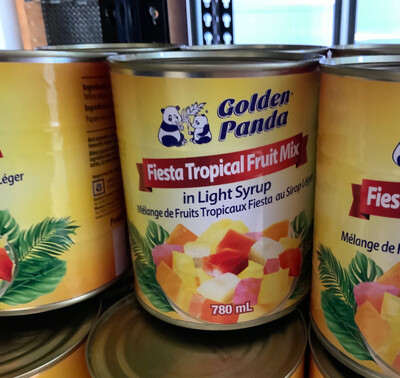 Golden
Panda
Fiesta Tropical Fruit Mix
in Light Syrup
Mélange de Fruits Tropicaux Fiesta au Sirop Léger
780 mL
Léger
Fies
Mélange de F